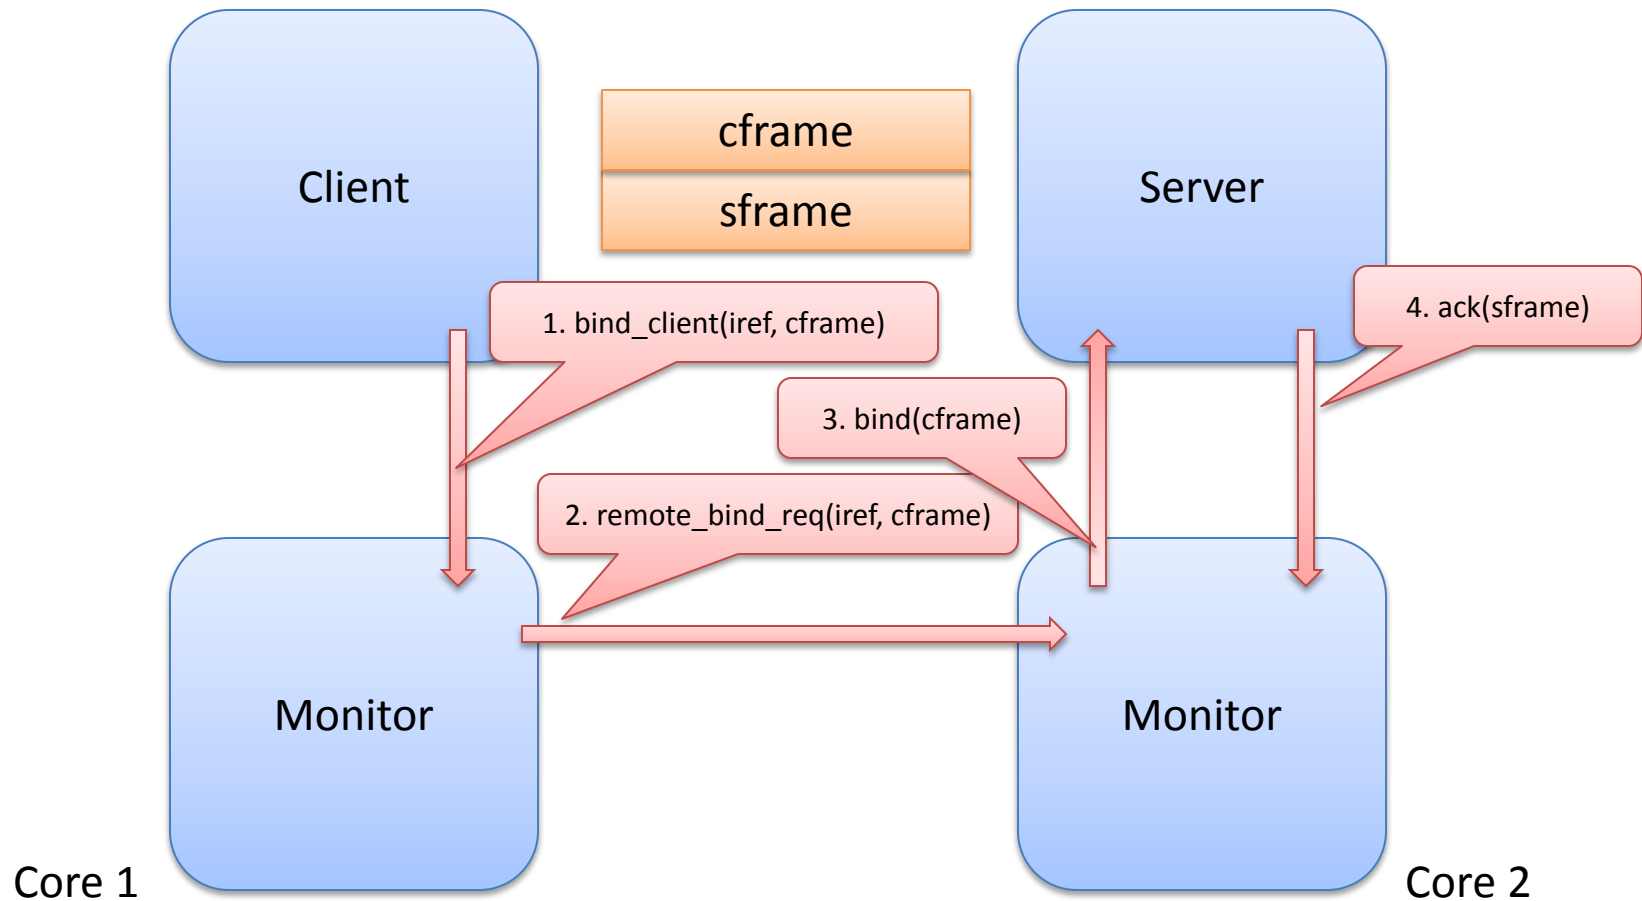 Client
cframe
sframe
Server
1. bind_client(iref, cframe)
4. ack(sframe)
3. bind(cframe)
2. remote_bind_req(iref, cframe)
Monitor
Monitor
Core 1
Core 2